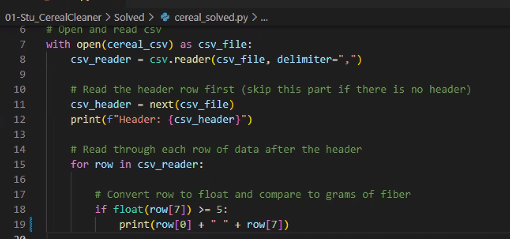 01-Stu_CerealCleaner > Solved > cereal_solved.py > ...
6 # Open and read csv
7 with open(cereal_csv) as csv_file:
8     csv_reader = csv.reader(csv_file, delimiter=",")
9
10     # Read the header row first (skip this part if there is no header)
11     csv_header = next(csv_file)
12     print(f"Header: {csv_header}")
13
14     # Read through each row of data after the header
15     for row in csv_reader:
16
17         # Convert row to float and compare to grams of fiber
18         if float(row[7]) >= 5:
19             print(row[0] + " " + row[7])
20